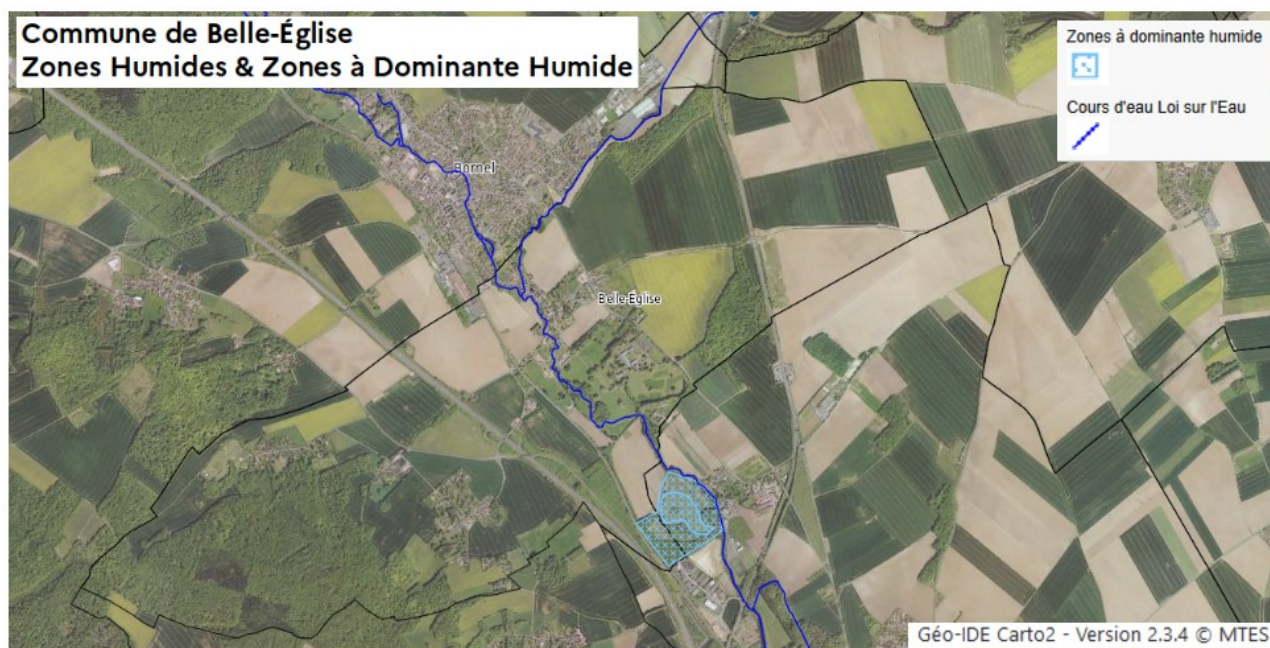 Commune de Belle-Église
Zones Humides & Zones à Dominante Humide
Zones à dominante humide
Cours d'eau Loi sur l'Eau
Bornel
Belle-Église
Géo-IDE Carto2 - Version 2.3.4 © MTES